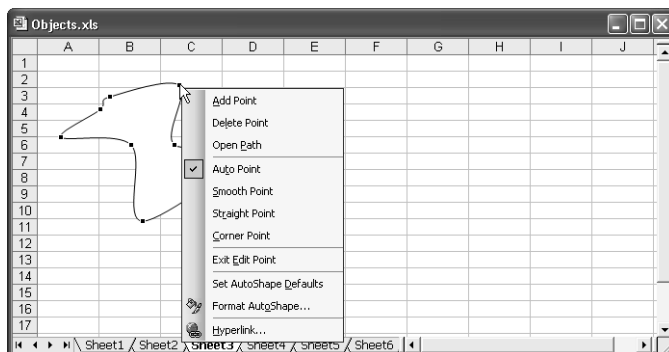 Objects.xls
A B C D E F G H I J
1
2
3
4
5
6
7
8
9
10
11
12
13
14
15
16
17
Add Point
Delete Point
Open Path
Auto Point
Smooth Point
Straight Point
Corner Point
Exit Edit Point
Set AutoShape Defaults
Format AutoShape...
Hyperlink...
Sheet1 Sheet2 Sheet3 Sheet4 Sheet5 Sheet6